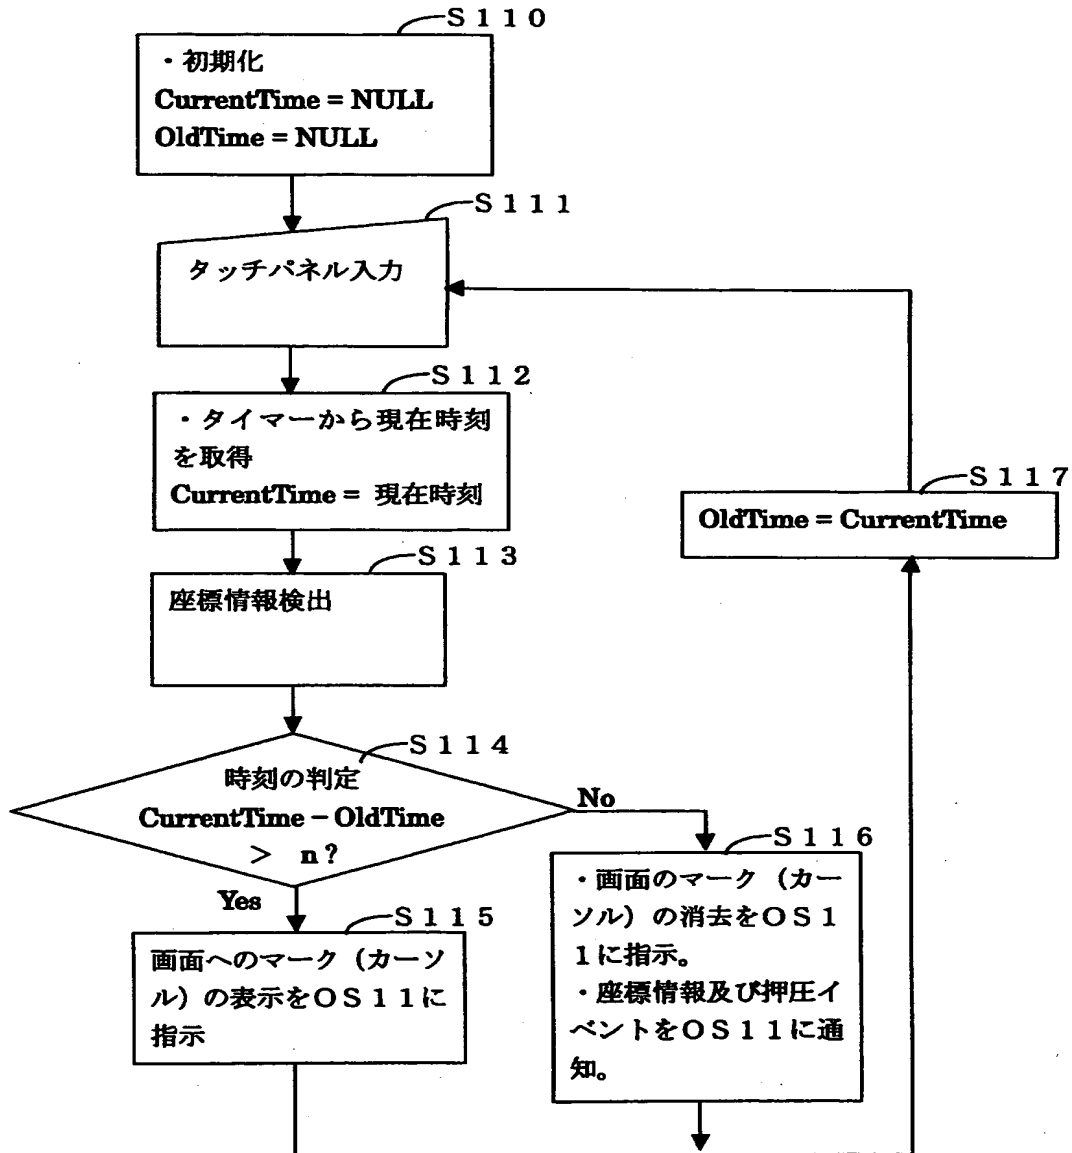 Ｓ１１０
・初期化
CurrentTime = NULL
OldTime = NULL
Ｓ１１１
タッチパネル入力
Ｓ１１２
・タイマーから現在時刻
を取得
CurrentTime = 現在時刻
Ｓ１１３
座標情報検出
Ｓ１１４
時刻の判定
CurrentTime – OldTime
＞ n？
No
Yes
Ｓ１１５
画面へのマーク（カーソ
ル）の表示をＯＳ１１に
指示
Ｓ１１６
・画面のマーク（カー
ソル）の消去をＯＳ１
１に指示。
・座標情報及び押圧イ
ベントをＯＳ１１に通
知。
Ｓ１１７
OldTime = CurrentTime